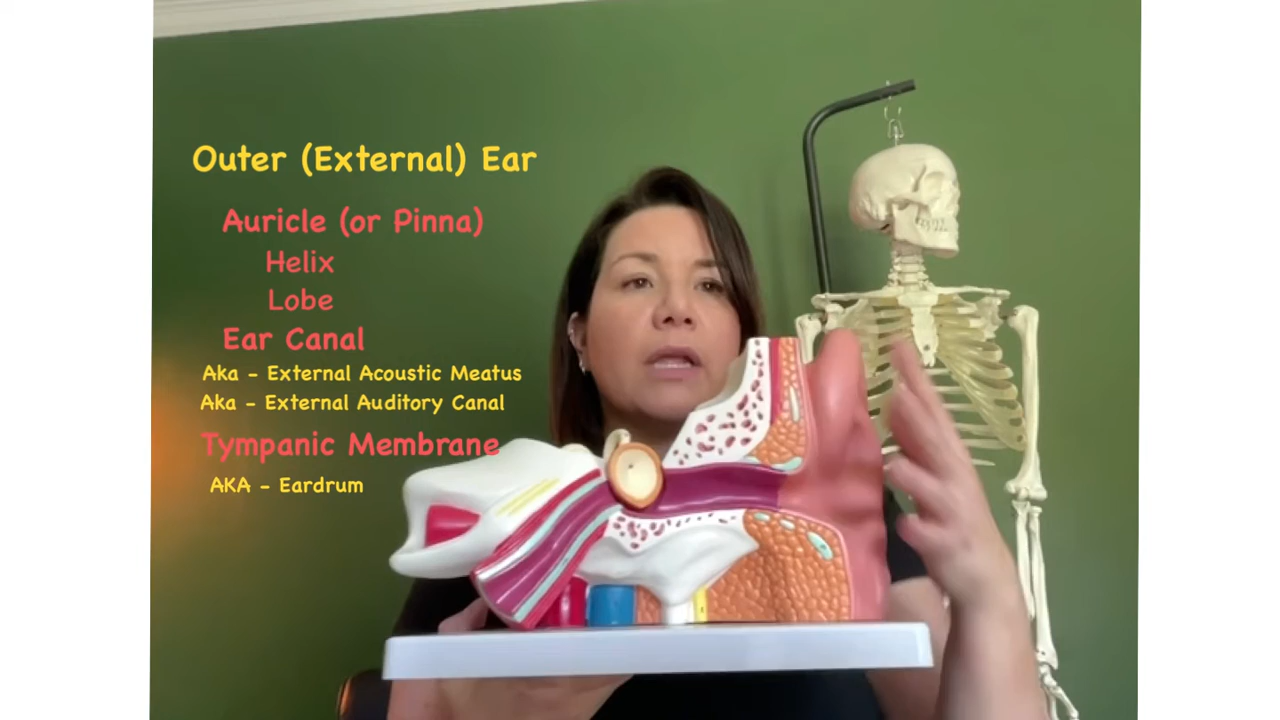 Outer (External) Ear
Auricle (or Pinna)
Helix
Lobe
Ear Canal
Aka - External Acoustic Meatus
Aka - External Auditory Canal
Tympanic Membrane
AKA - Eardrum